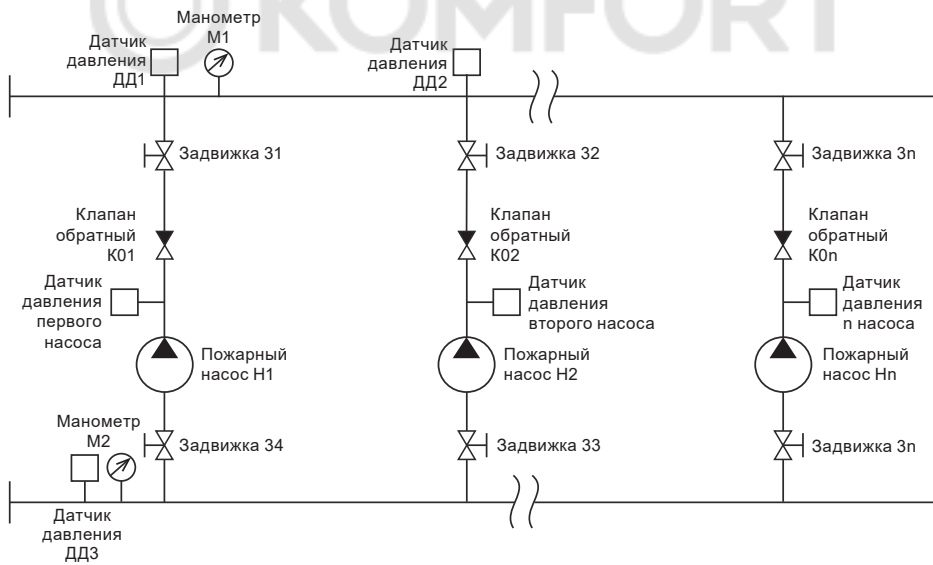 KOMFORT
Манометр
М1
Датчик
давления
ДД1
Датчик
давления
ДД2
Задвижка 31
Задвижка 32
Задвижка 3n
Клапан
обратный
К01
Клапан
обратный
К02
Клапан
обратный
К0n
Датчик
давления
первого
насоса
Датчик
давления
второго насоса
Датчик
давления
n насоса
Пожарный
насос Н1
Пожарный
насос Н2
Пожарный
насос Нn
Манометр
М2
Задвижка 34
Задвижка 33
Задвижка 3n
Датчик
давления
ДД3